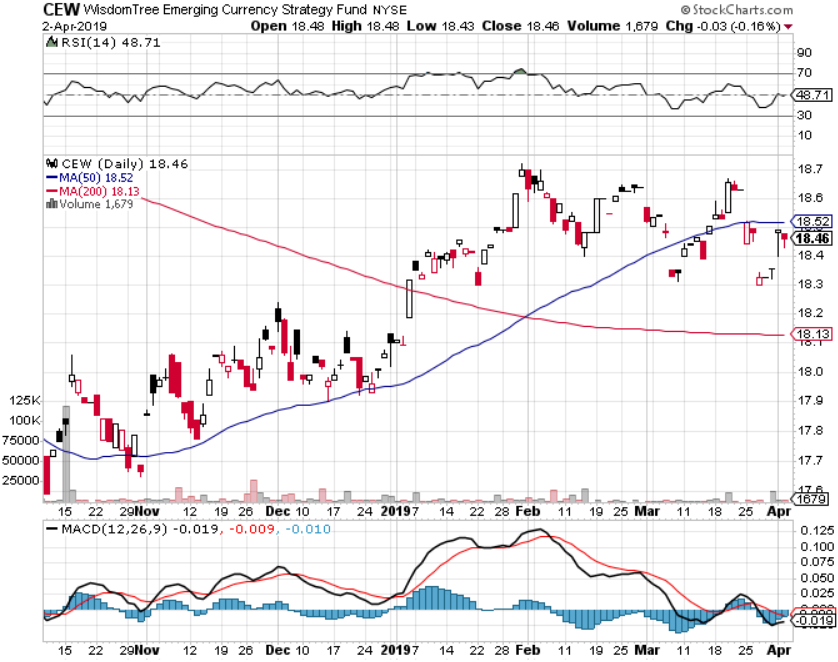 CEW WisdomTree Emerging Currency Strategy Fund NYSE © StockCharts.com
2-Apr-2019 Open 18.48 High 18.48 Low 18.43 Close 18.46 Volume 1,679 Chg -0.03 (-0.16%)
RSI(14) 48.71
90
70
48.71
30
10
CEW (Daily) 18.46
MA(50) 18.52
MA(200) 18.13
Volume 1,679
18.7
18.6
18.52
18.46
18.4
18.3
18.2
18.13
18.1
18.0
17.9
17.8
17.7
17.6
125K
100K
75000
50000
25000
1679
15 22 29 Nov 12 19 26 Dec 10 17 24 2019 7 14 22 28 Feb 11 19 25 Mar 11 18 25 Apr
MACD(12,26,9) -0.019, -0.009, -0.010
0.125
0.100
0.075
0.050
0.025
-0.019
15 22 29 Nov 12 19 26 Dec 10 17 24 2019 7 14 22 28 Feb 11 19 25 Mar 11 18 25 Apr